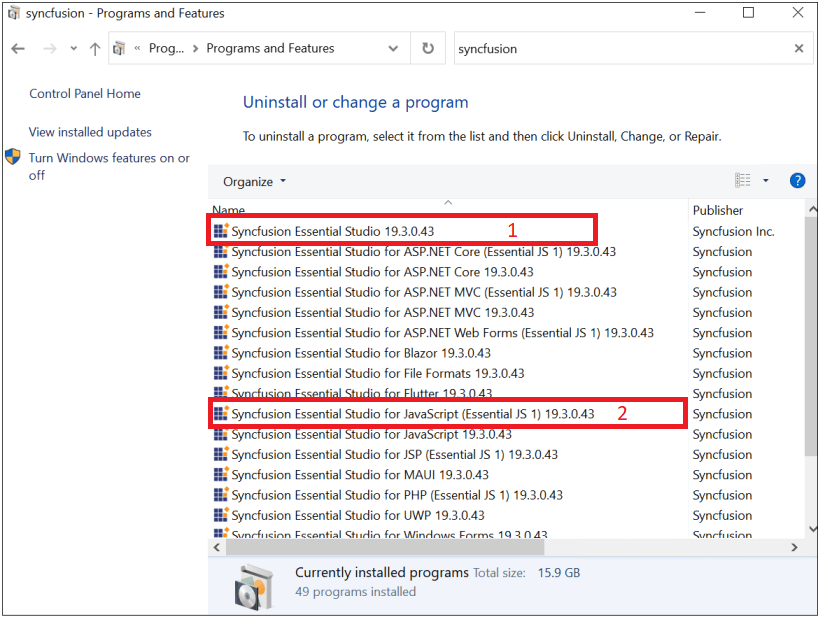 syncfusion - Programs and Features
« Prog... > Programs and Features
syncfusion
Control Panel Home
View installed updates
Turn Windows features on or
off
Uninstall or change a program
To uninstall a program, select it from the list and then click Uninstall, Change, or Repair.
Organize
Name Publisher
Syncfusion Essential Studio 19.3.0.43 1 Syncfusion Inc.
Syncfusion Essential Studio for ASP.NET Core (Essential JS 1) 19.3.0.43 Syncfusion
Syncfusion Essential Studio for ASP.NET Core 19.3.0.43 Syncfusion
Syncfusion Essential Studio for ASP.NET MVC (Essential JS 1) 19.3.0.43 Syncfusion
Syncfusion Essential Studio for ASP.NET MVC 19.3.0.43 Syncfusion
Syncfusion Essential Studio for ASP.NET Web Forms (Essential JS 1) 19.3.0.43 Syncfusion
Syncfusion Essential Studio for Blazor 19.3.0.43 Syncfusion
Syncfusion Essential Studio for File Formats 19.3.0.43 Syncfusion
Syncfusion Essential Studio for Flutter 19.3.0.43 Syncfusion
Syncfusion Essential Studio for JavaScript (Essential JS 1) 19.3.0.43 2 Syncfusion
Syncfusion Essential Studio for JavaScript 19.3.0.43 Syncfusion
Syncfusion Essential Studio for JSP (Essential JS 1) 19.3.0.43 Syncfusion
Syncfusion Essential Studio for MAUI 19.3.0.43 Syncfusion
Syncfusion Essential Studio for PHP (Essential JS 1) 19.3.0.43 Syncfusion
Syncfusion Essential Studio for UWP 19.3.0.43 Syncfusion
Syncfusion Essential Studio for Windows Forms 19.3.0.43 Syncfusion
Currently installed programs Total size: 15.9 GB
49 programs installed